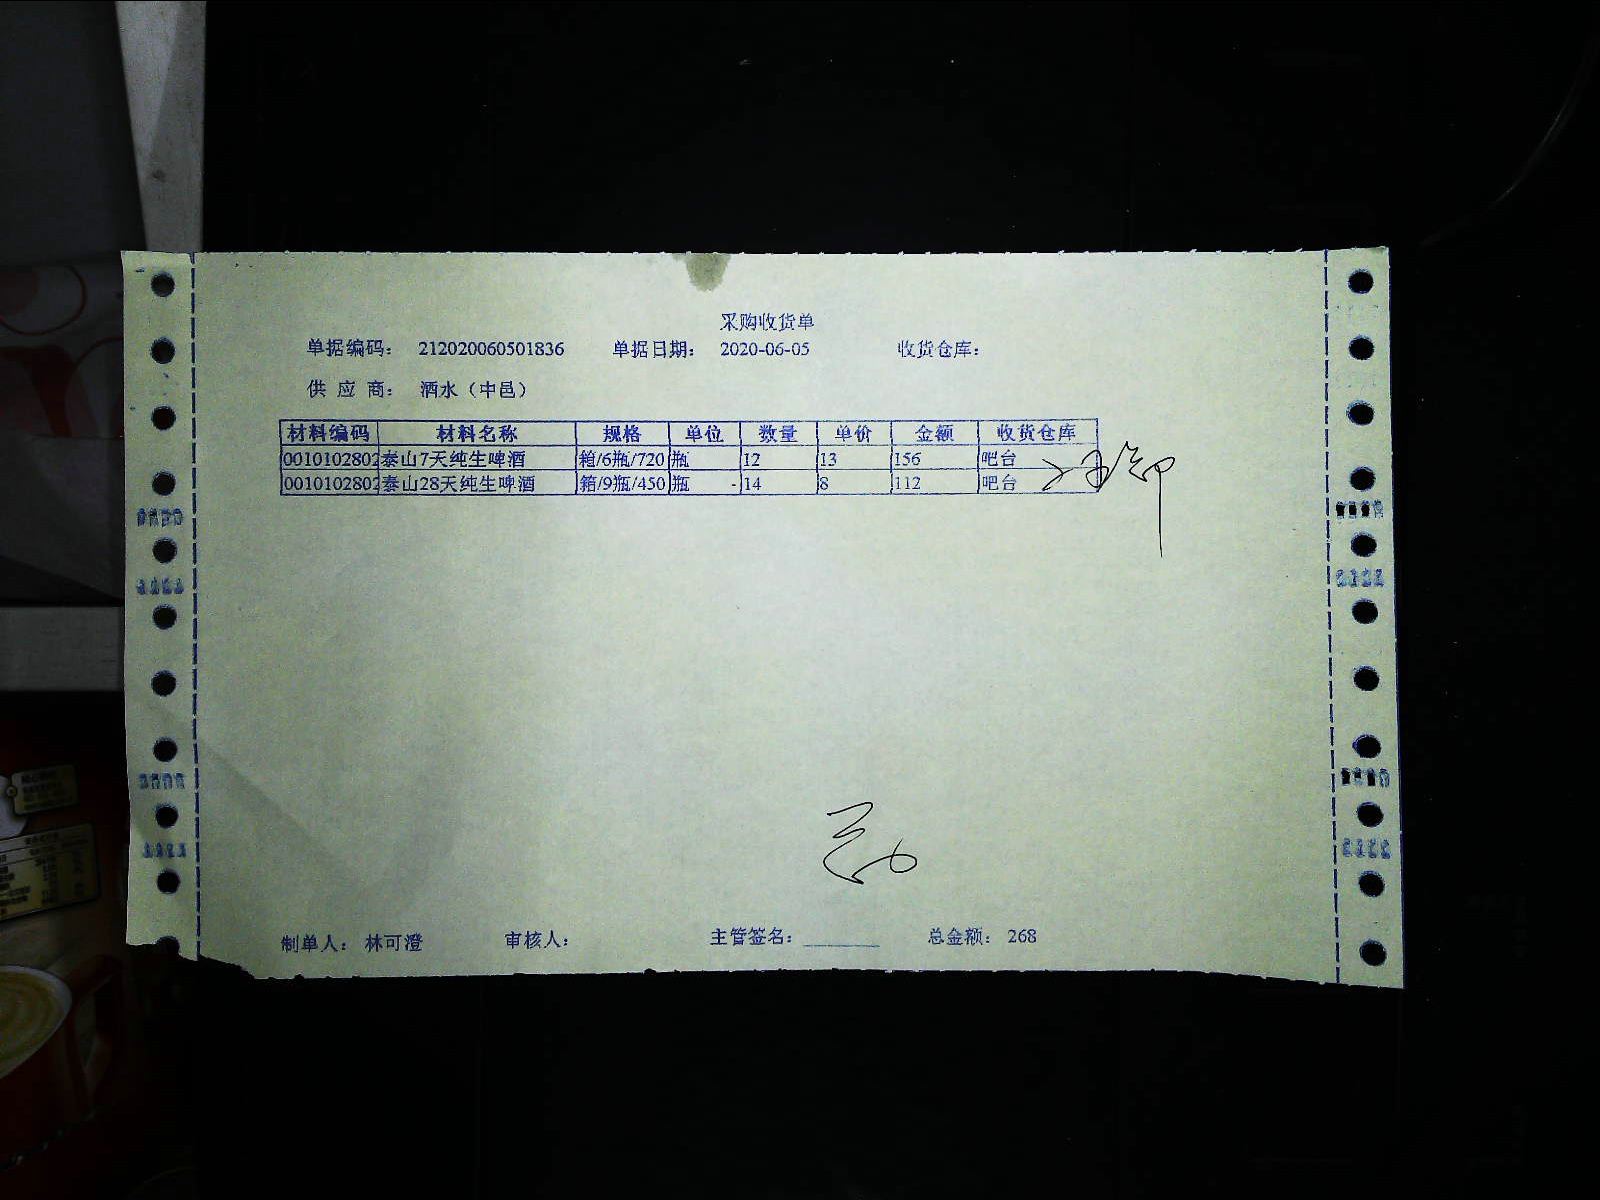 采购收货单
单据编码： 212020060501836 单据日期： 2020-06-05 收货仓库：
供 应 商： 酒水（中邑）
材料编码 材料名称 规格 单位 数量 单价 金额 收货仓库
0010102802 泰山7天纯生啤酒 箱/6瓶/720 瓶 12 13 156 吧台
0010102802 泰山28天纯生啤酒 箱/9瓶/450 瓶 14 8 112 吧台
制单人： 林可澄 审核人： 主管签名： 总金额： 268